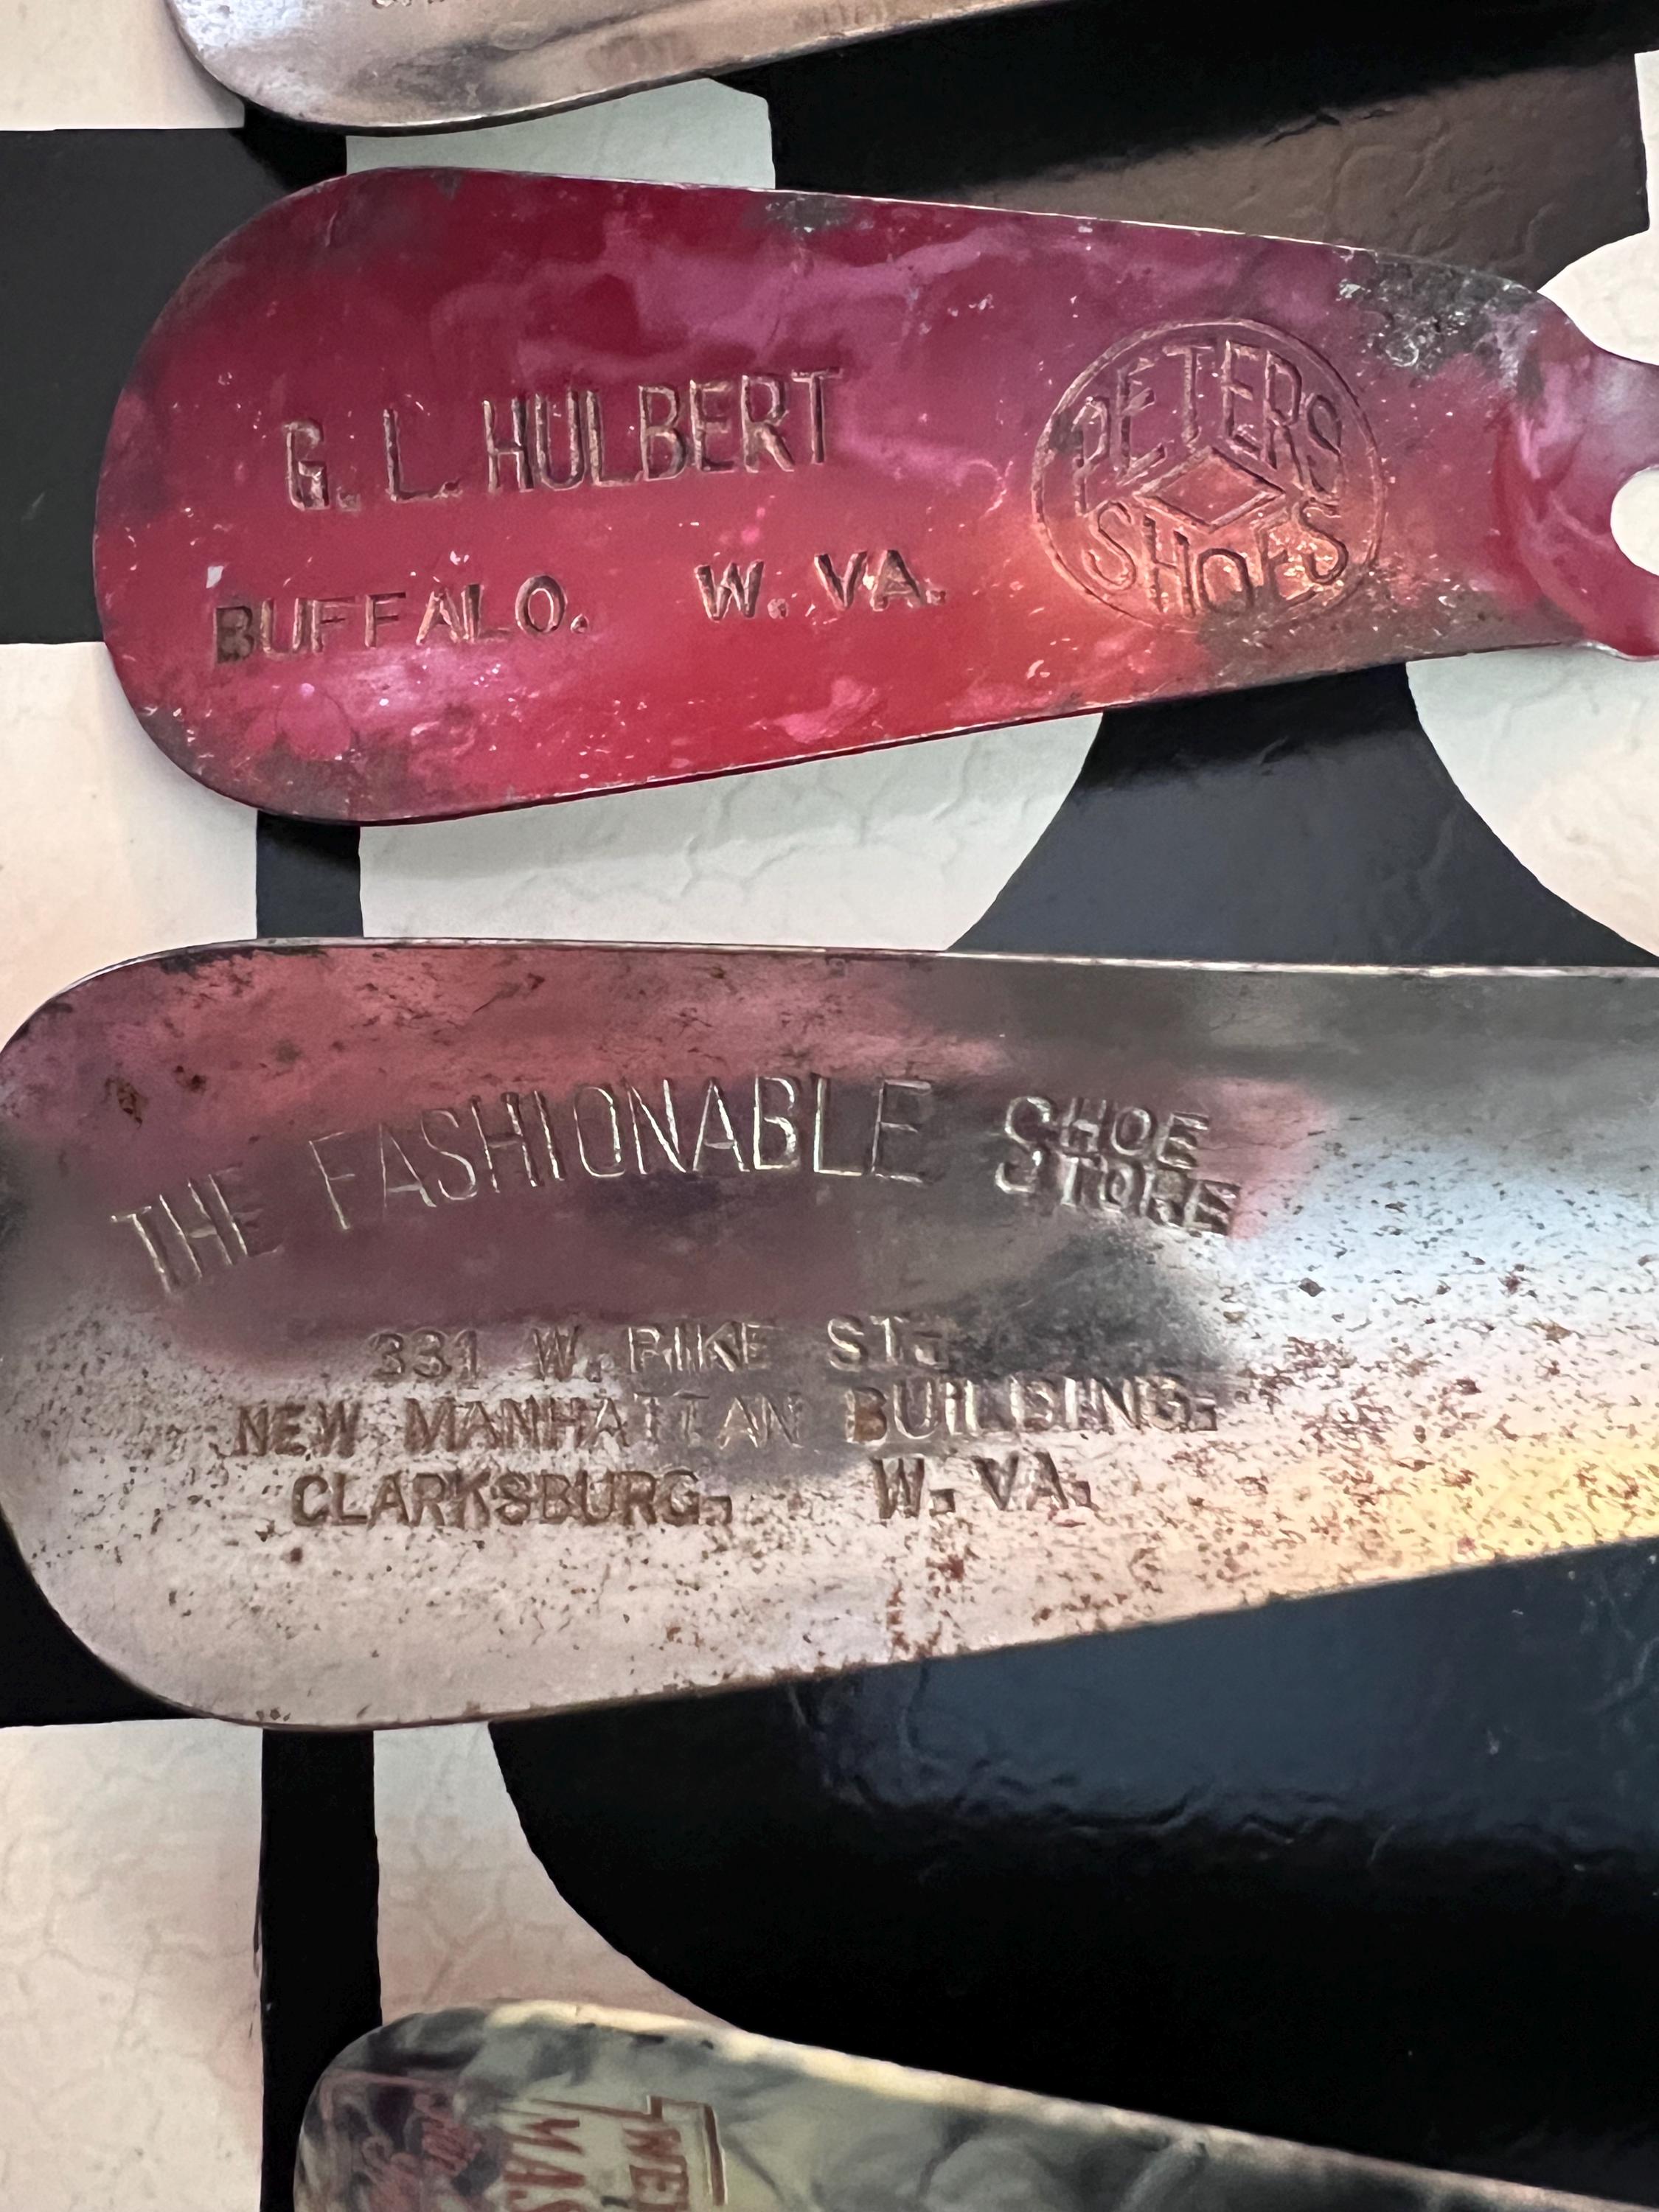 G. L. HULBERT
BUFFALO. W. VA.
PETERS
SHOES
THE FASHIONABLE SHOE STORE
331 W. PIKE ST.
NEW MANHATTAN BUILDING.
CLARKSBURG. W. VA.